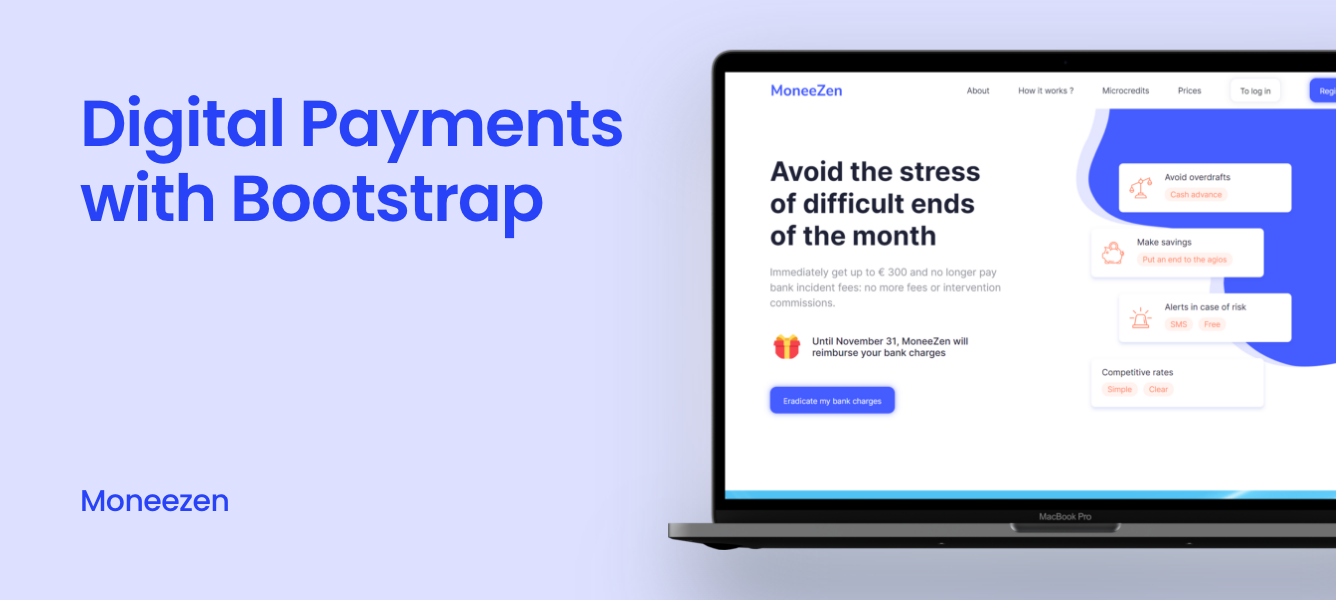 Digital Payments
with Bootstrap
Moneezen
MoneeZen
About
How it works ?
Microcredits
Prices
To log in
Avoid the stress
of difficult ends
of the month
Immediately get up to € 300 and no longer pay
bank incident fees: no more fees or intervention
commissions.
Until November 31, MoneeZen will
reimburse your bank charges
Eradicate my bank charges
Avoid overdrafts
Cash advance
Make savings
Put an end to the agios
Alerts in case of risk
SMS
Free
Competitive rates
Simple
Clear
MacBook Pro